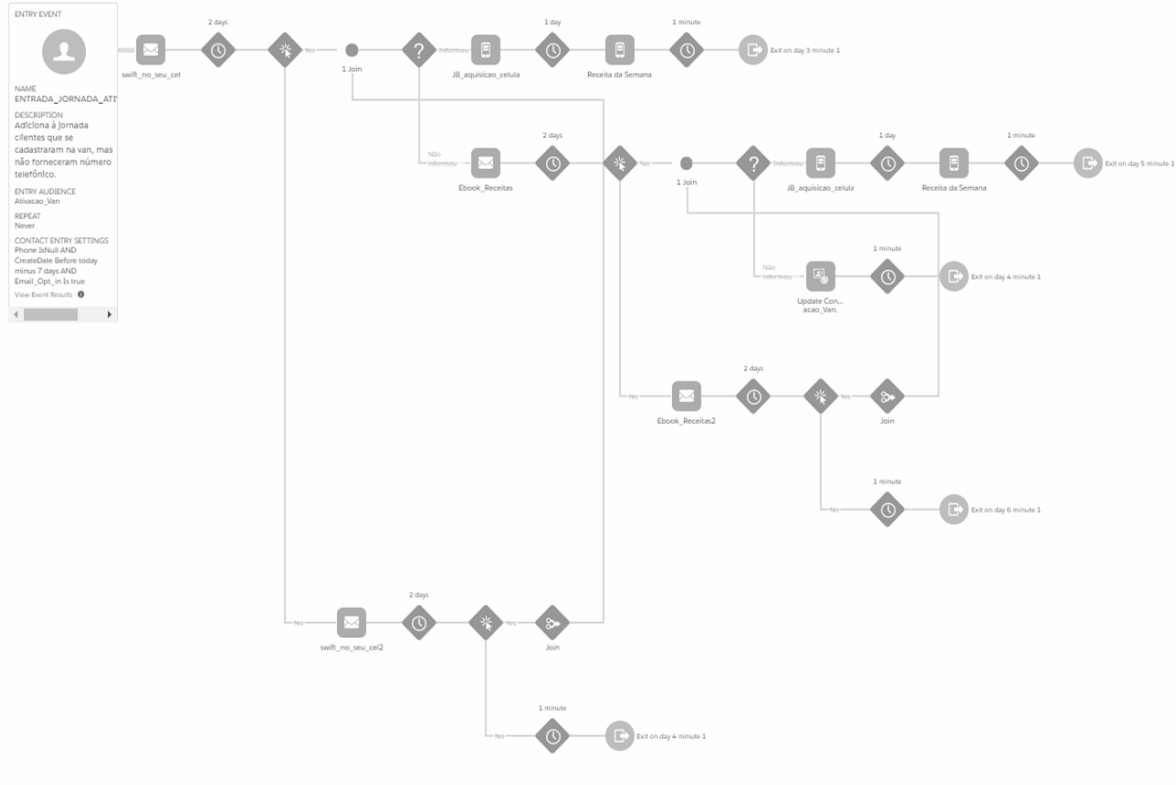 ENTRY EVENT
NAME
ENTRADA_JORNADA_ATI
DESCRIPTION
Adiciona à jornada
clientes que se
cadastraram na van, mas
não forneceram número
telefônico.
ENTRY AUDIENCE
Ativacao_Van
REPEAT
Never
CONTACT ENTRY SETTINGS
Phone IsNull AND
CreateDate Before today
minus 7 days AND
Email_Opt_in Is true
View Event Results
swift_no_seu_cel
2 days
Yes
1 Join
Informou
JB_aquisicao_celula
1 day
Receita da Semana
1 minute
Exit on day 3 minute 1
Não
informou
Ebook_Receitas
2 days
Yes
1 Join
Informou
JB_aquisicao_celula
1 day
Receita da Semana
1 minute
Exit on day 5 minute 1
Não
informou
Update Con...
acao_Van.
1 minute
Exit on day 4 minute 1
No
Ebook_Receitas2
2 days
Yes
Join
No
1 minute
Exit on day 6 minute 1
No
swift_no_seu_cel2
2 days
Yes
Join
No
1 minute
Exit on day 4 minute 1